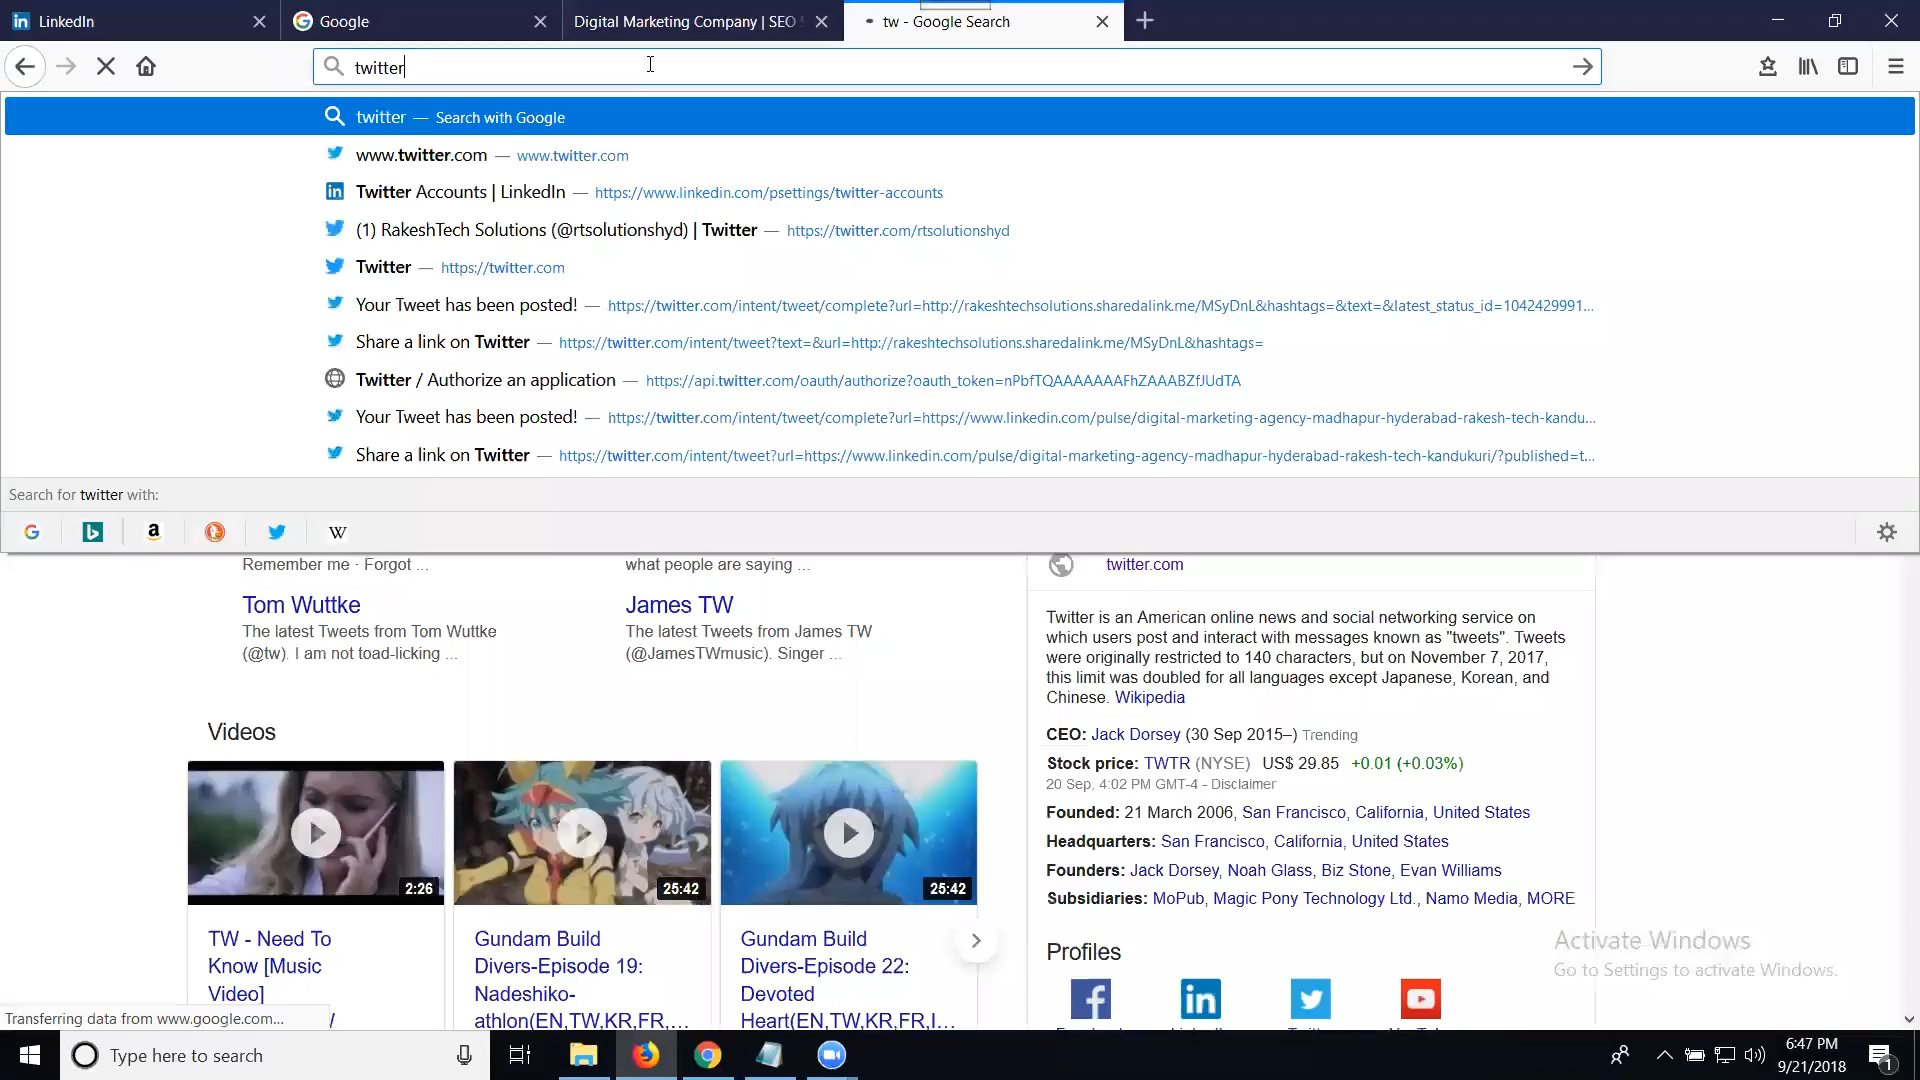 LinkedIn
Google
Digital Marketing Company | SEO
tw - Google Search
twitter
twitter — Search with Google
www.twitter.com — www.twitter.com
Twitter Accounts | LinkedIn — https://www.linkedin.com/psettings/twitter-accounts
(1) RakeshTech Solutions (@rtsolutionshyd) | Twitter — https://twitter.com/rtsolutionshyd
Twitter — https://twitter.com
Your Tweet has been posted! — https://twitter.com/intent/tweet/complete?url=http://rakeshtechsolutions.sharedalink.me/MSyDnL&hashtags=&text=&latest_status_id=1042429991...
Share a link on Twitter — https://twitter.com/intent/tweet?text=&url=http://rakeshtechsolutions.sharedalink.me/MSyDnL&hashtags=
Twitter / Authorize an application — https://api.twitter.com/oauth/authorize?oauth_token=nPbfTQAAAAAAAFhZAAABZfJUdTA
Your Tweet has been posted! — https://twitter.com/intent/tweet/complete?url=https://www.linkedin.com/pulse/digital-marketing-agency-madhapur-hyderabad-rakesh-tech-kandu...
Share a link on Twitter — https://twitter.com/intent/tweet?url=https://www.linkedin.com/pulse/digital-marketing-agency-madhapur-hyderabad-rakesh-tech-kandukuri/?published=t...
Search for twitter with:
Remember me · Forgot ...
what people are saying ...
Tom Wuttke
The latest Tweets from Tom Wuttke
(@tw). I am not toad-licking ...
James TW
The latest Tweets from James TW
(@JamesTWmusic). Singer ...
Videos
2:26
25:42
25:42
TW - Need To
Know [Music
Video]
Gundam Build
Divers-Episode 19:
Nadeshiko-
athlon(EN,TW,KR,FR,...
Gundam Build
Divers-Episode 22:
Devoted
Heart(EN,TW,KR,FR,I...
twitter.com
Twitter is an American online news and social networking service on
which users post and interact with messages known as "tweets". Tweets
were originally restricted to 140 characters, but on November 7, 2017,
this limit was doubled for all languages except Japanese, Korean, and
Chinese. Wikipedia
CEO: Jack Dorsey (30 Sep 2015–) Trending
Stock price: TWTR (NYSE) US$ 29.85 +0.01 (+0.03%)
20 Sep, 4:02 PM GMT-4 - Disclaimer
Founded: 21 March 2006, San Francisco, California, United States
Headquarters: San Francisco, California, United States
Founders: Jack Dorsey, Noah Glass, Biz Stone, Evan Williams
Subsidiaries: MoPub, Magic Pony Technology Ltd., Namo Media, MORE
Profiles
Activate Windows
Go to Settings to activate Windows.
Transferring data from www.google.com...
Type here to search
6:47 PM
9/21/2018
1